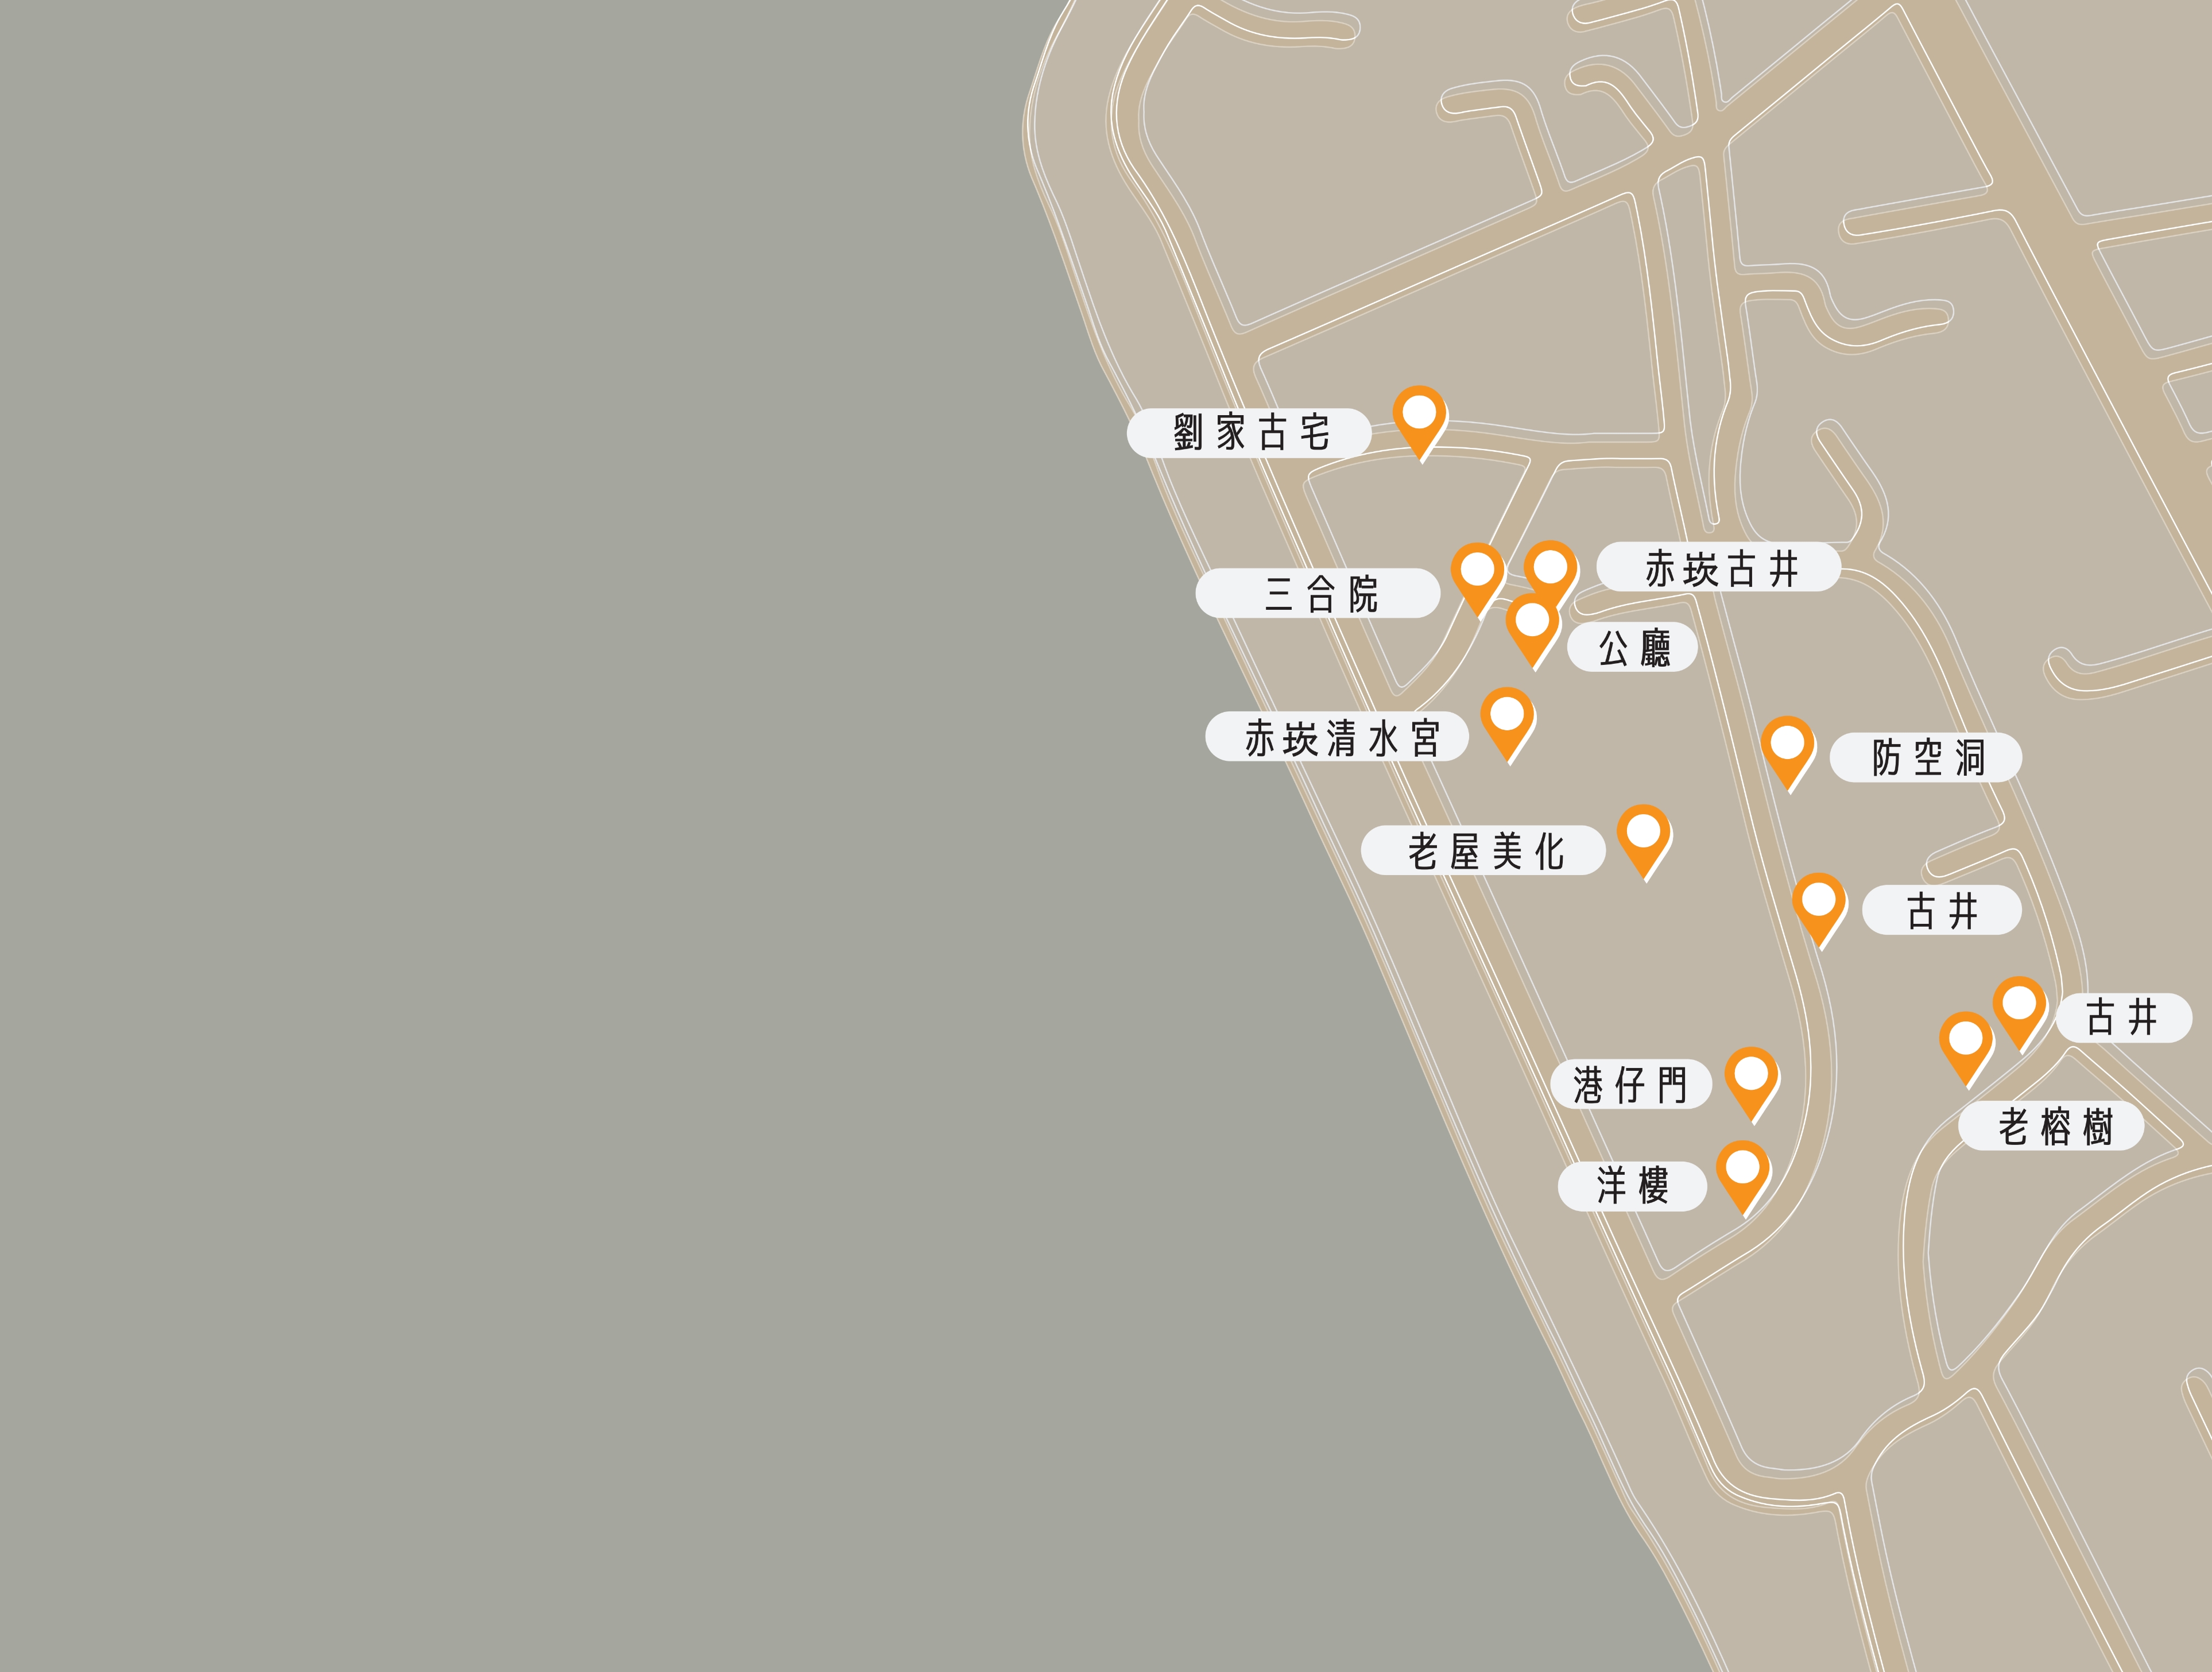 劉家古宅
赤崁古井
三合院
公廳
赤崁清水宮
防空洞
老屋美化
古井
古井
港仔門
老榕樹
洋樓